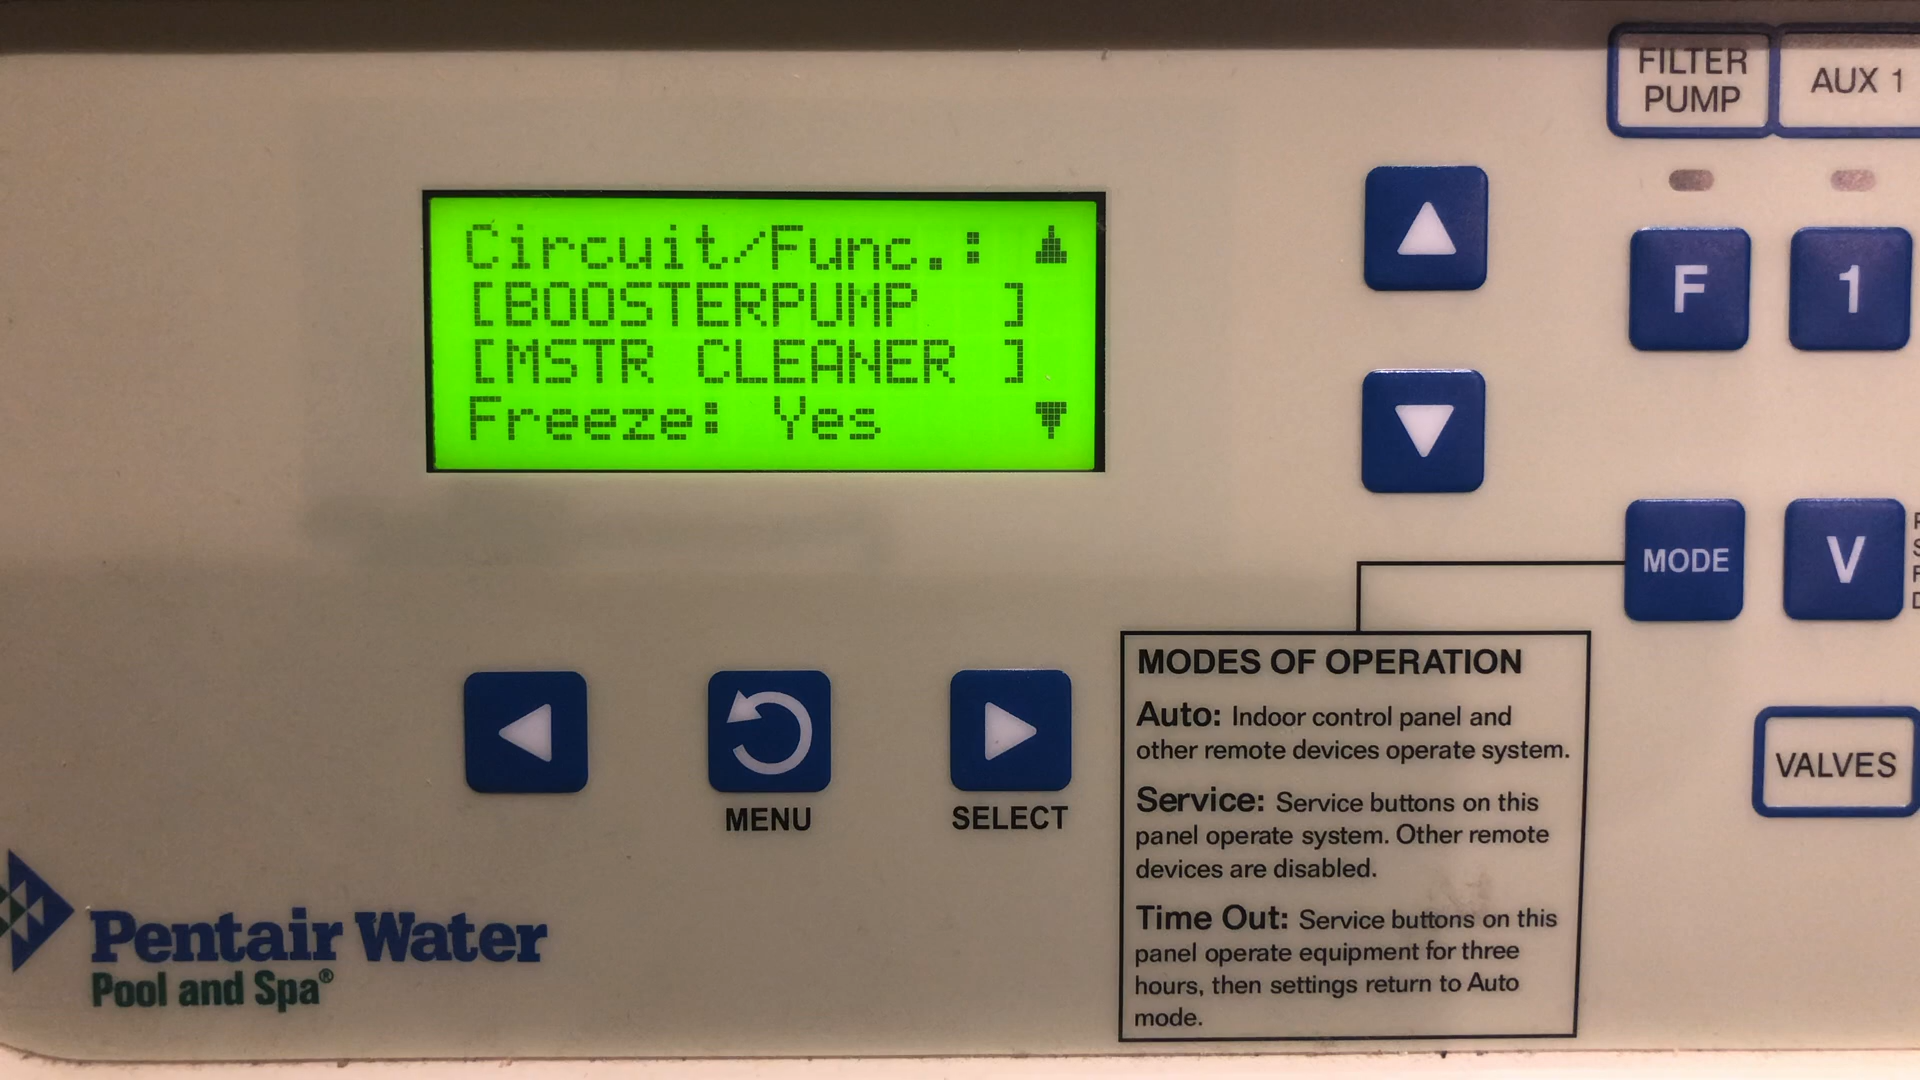 FILTER
PUMP
AUX 1
Circuit/Func.:
[BOOSTERPUMP ]
[MSTR CLEANER ]
Freeze: Yes
F
1
MODE
V
MENU
SELECT
MODES OF OPERATION
Auto: Indoor control panel and
other remote devices operate system.
Service: Service buttons on this
panel operate system. Other remote
devices are disabled.
Time Out: Service buttons on this
panel operate equipment for three
hours, then settings return to Auto
mode.
VALVES
Pentair Water
Pool and Spa®